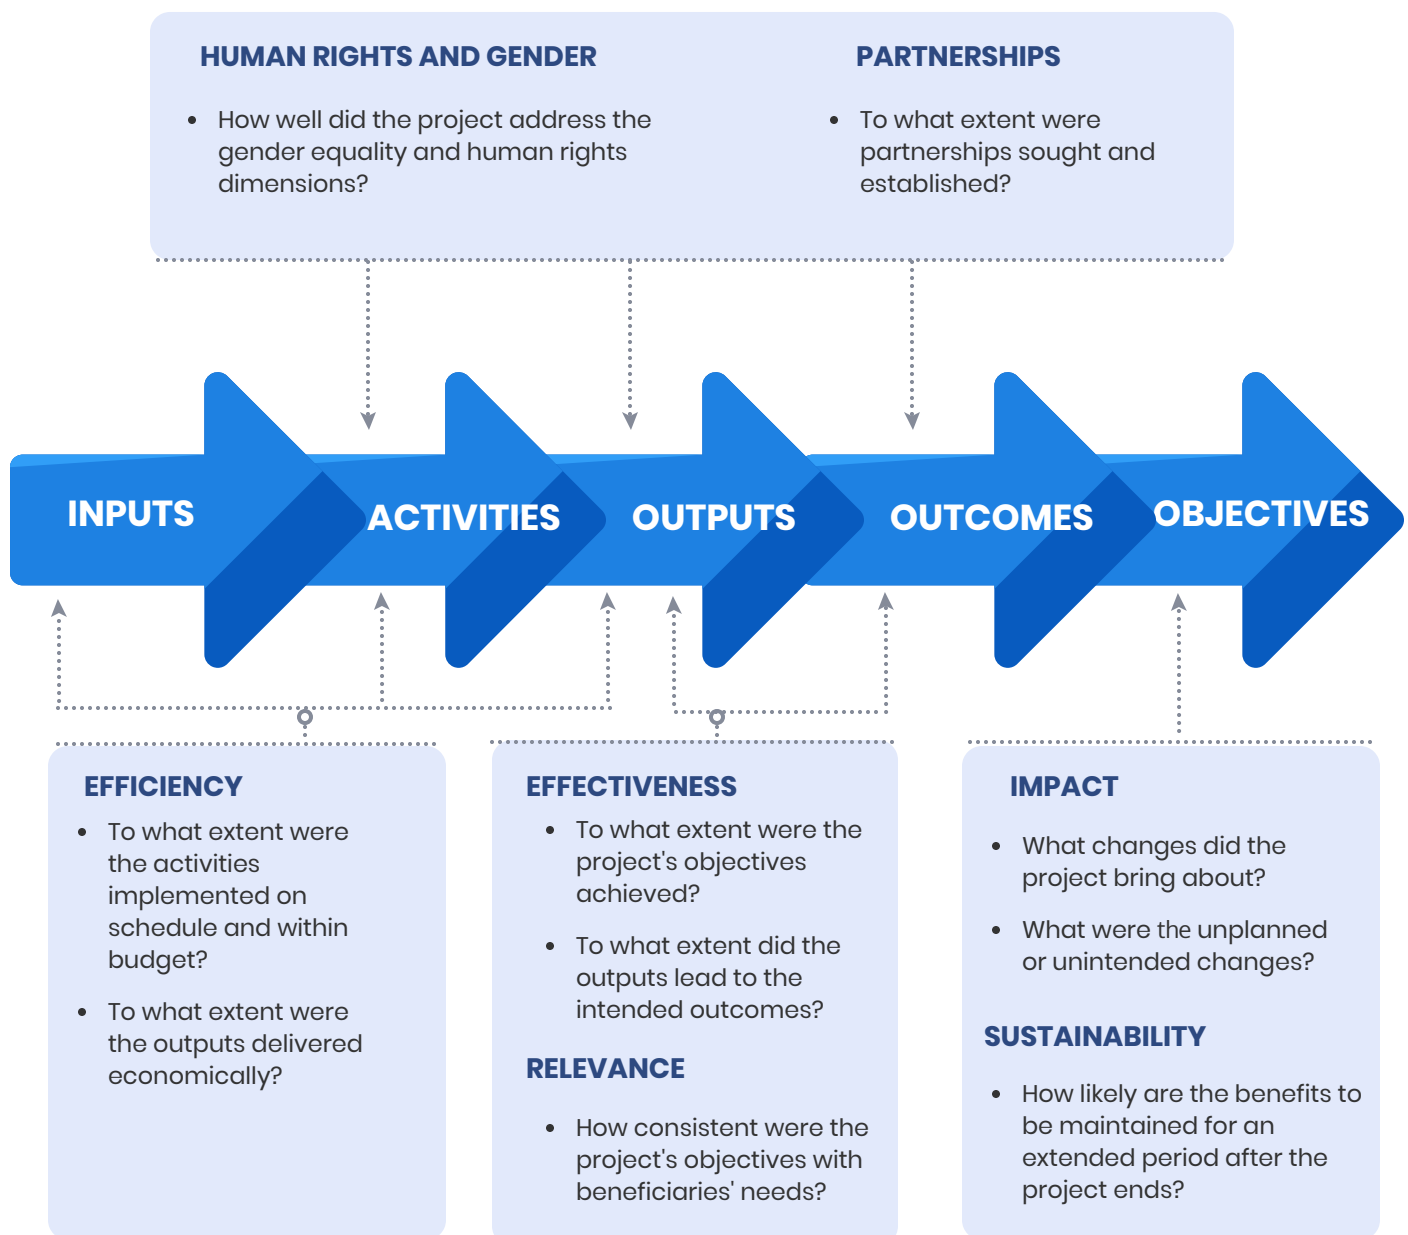 HUMAN RIGHTS AND GENDER
• How well did the project address the
gender equality and human rights
dimensions?
PARTNERSHIPS
• To what extent were
partnerships sought and
established?
INPUTS
ACTIVITIES
OUTPUTS
OUTCOMES
OBJECTIVES
EFFICIENCY
• To what extent were
the activities
implemented on
schedule and within
budget?
• To what extent were
the outputs delivered
economically?
EFFECTIVENESS
• To what extent were the
project's objectives
achieved?
• To what extent did the
outputs lead to the
intended outcomes?
RELEVANCE
• How consistent were the
project's objectives with
beneficiaries' needs?
IMPACT
• What changes did the
project bring about?
• What were the unplanned
or unintended changes?
SUSTAINABILITY
• How likely are the benefits to
be maintained for an
extended period after the
project ends?